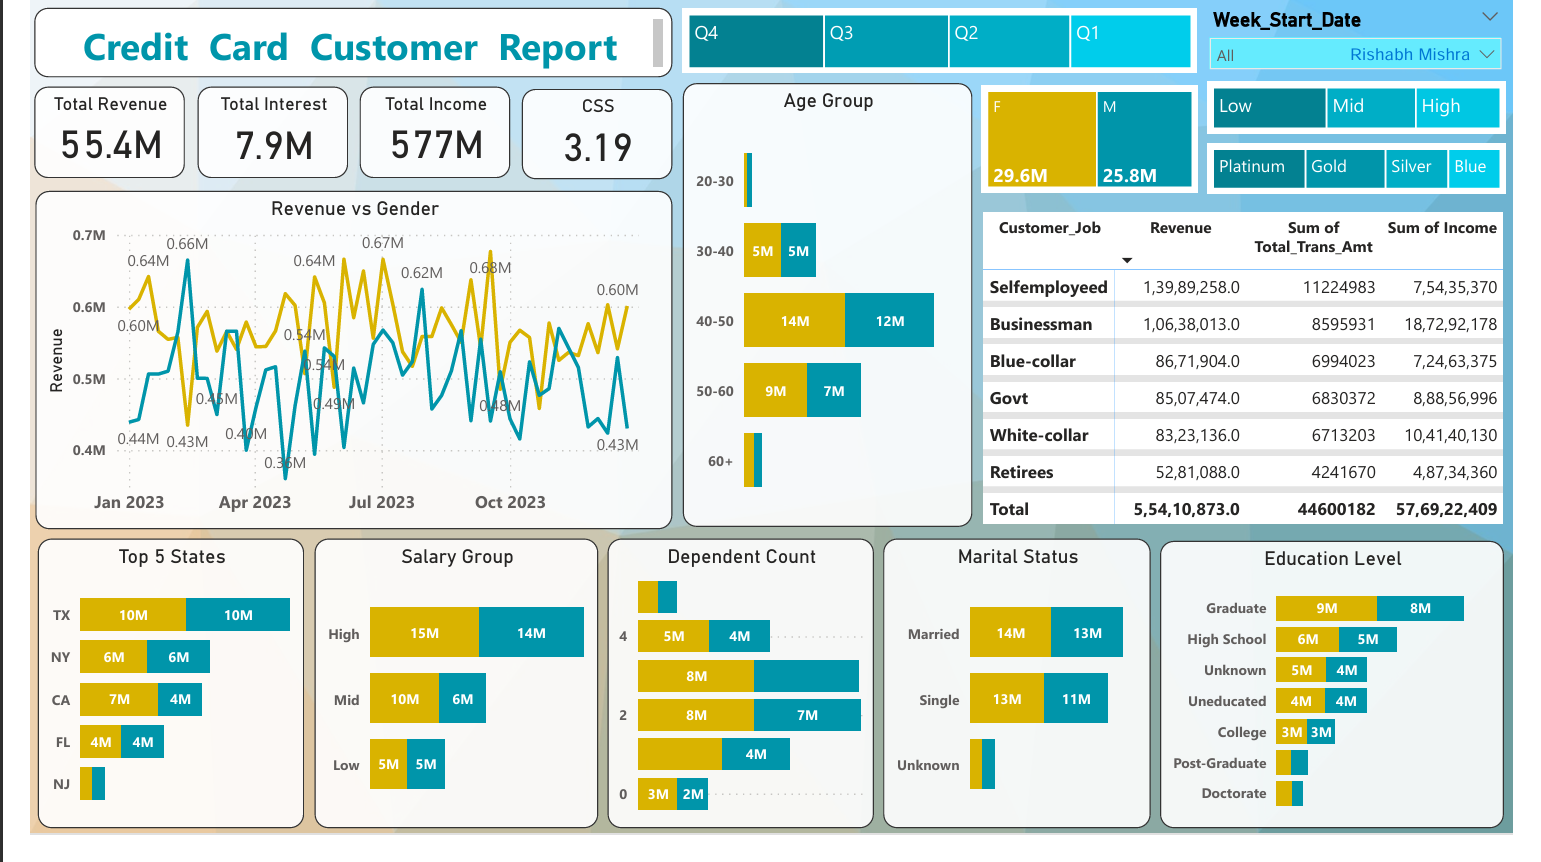 Credit Card Customer Report
Q4 Q3 Q2 Q1
Week_Start_Date
All Rishabh Mishra
Total Revenue
55.4M
Total Interest
7.9M
Total Income
577M
CSS
3.19
Revenue vs Gender
Revenue
0.7M
0.6M
0.5M
0.4M
0.64M
0.66M
0.64M
0.67M
0.62M
0.68M
0.60M
0.60M
0.54M
0.54M
0.45M
0.49M
0.48M
0.44M
0.43M
0.40M
0.36M
0.43M
Jan 2023 Apr 2023 Jul 2023 Oct 2023
Age Group
20-30
30-40 5M 5M
40-50 14M 12M
50-60 9M 7M
60+
F M
29.6M 25.8M
Low Mid High
Platinum Gold Silver Blue
Customer_Job Revenue Sum of Total_Trans_Amt Sum of Income
Selfemployeed 1,39,89,258.0 11224983 7,54,35,370
Businessman 1,06,38,013.0 8595931 18,72,92,178
Blue-collar 86,71,904.0 6994023 7,24,63,375
Govt 85,07,474.0 6830372 8,88,56,996
White-collar 83,23,136.0 6713203 10,41,40,130
Retirees 52,81,088.0 4241670 4,87,34,360
Total 5,54,10,873.0 44600182 57,69,22,409
Top 5 States
TX 10M 10M
NY 6M 6M
CA 7M 4M
FL 4M 4M
NJ
Salary Group
High 15M 14M
Mid 10M 6M
Low 5M 5M
Dependent Count
4 5M 4M
8M
2 8M 7M
4M
0 3M 2M
Marital Status
Married 14M 13M
Single 13M 11M
Unknown
Education Level
Graduate 9M 8M
High School 6M 5M
Unknown 5M 4M
Uneducated 4M 4M
College 3M 3M
Post-Graduate
Doctorate